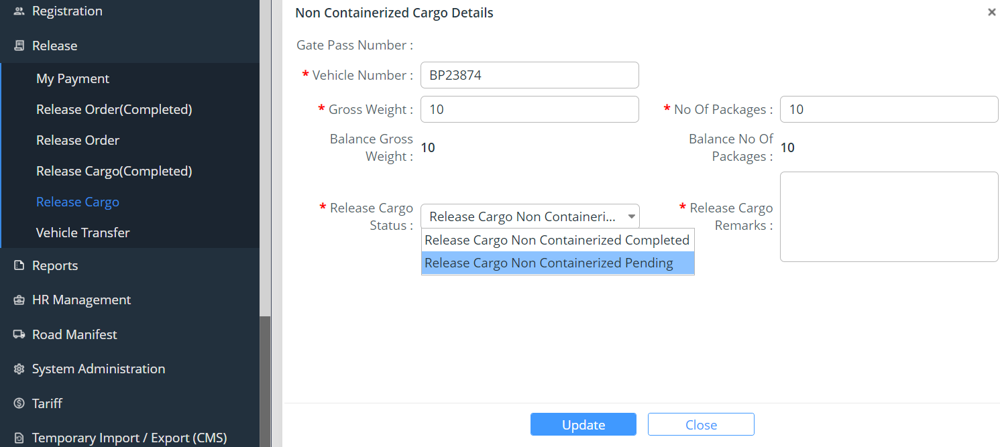 Registration
Release
My Payment
Release Order(Completed)
Release Order
Release Cargo(Completed)
Release Cargo
Vehicle Transfer
Reports
HR Management
Road Manifest
System Administration
Tariff
Temporary Import / Export (CMS)
Non Containerized Cargo Details
Gate Pass Number :
* Vehicle Number : BP23874
* Gross Weight : 10
* No Of Packages : 10
Balance Gross
Weight : 10
Balance No Of
Packages : 10
* Release Cargo
Status : Release Cargo Non Containeri...
* Release Cargo
Remarks :
Release Cargo Non Containerized Completed
Release Cargo Non Containerized Pending
Update
Close